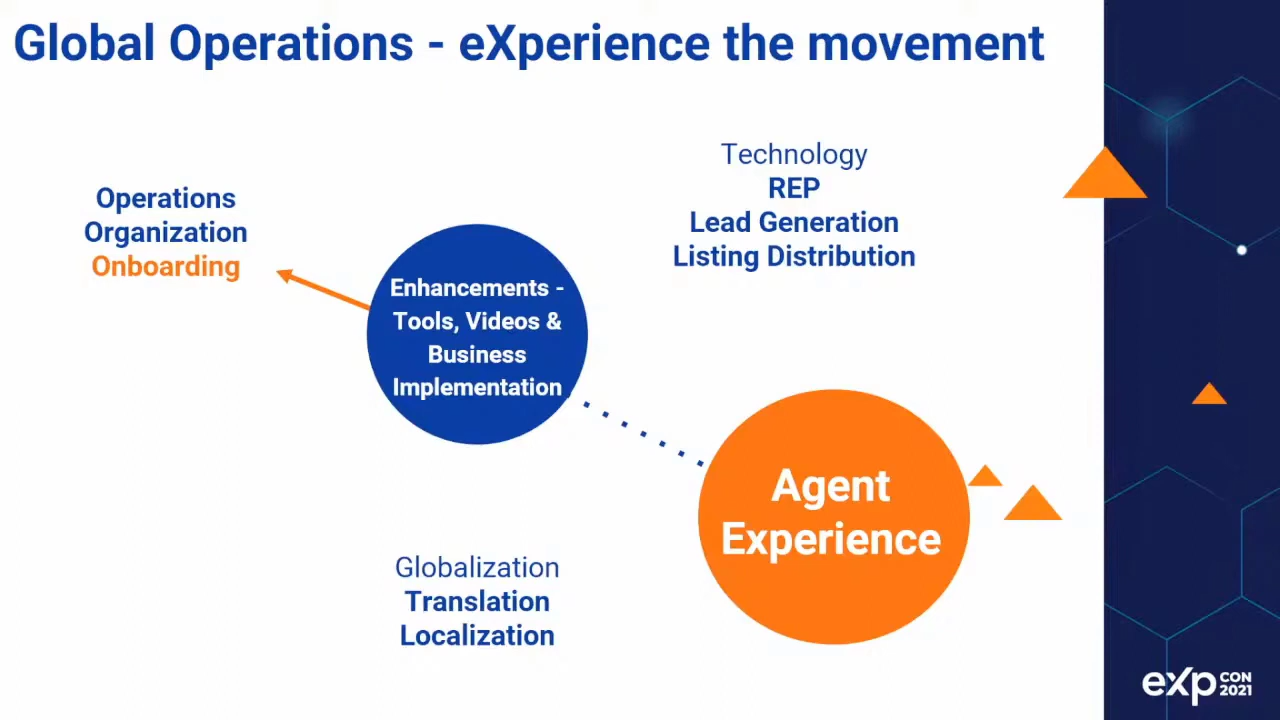 Global Operations - eXperience the movement
Operations
Organization
Onboarding
Technology
REP
Lead Generation
Listing Distribution
Enhancements -
Tools, Videos &
Business
Implementation
Agent
Experience
Globalization
Translation
Localization
exp CON
2021